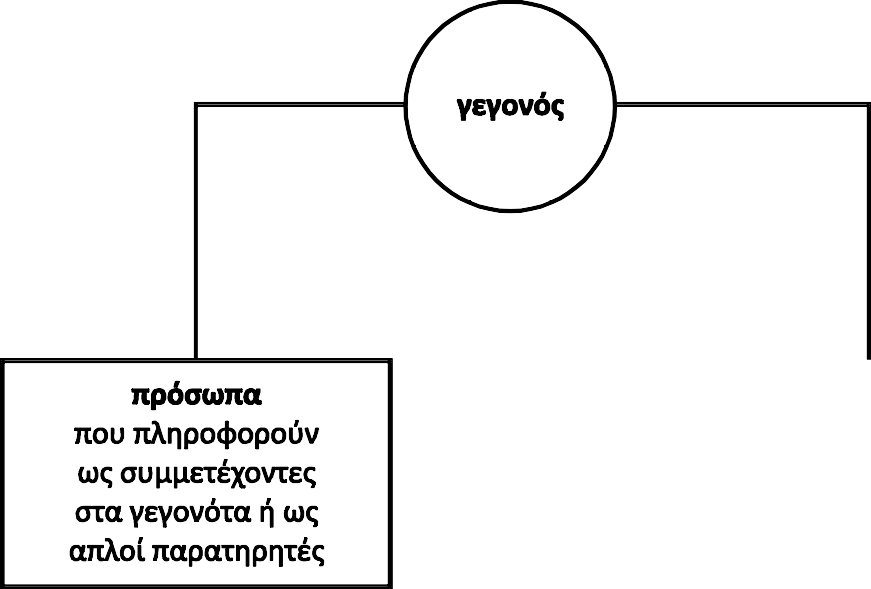 γεγονός
πρόσωπα
που πληροφορούν
ως συμμετέχοντες
στα γεγονότα ή ως
απλοί παρατηρητές